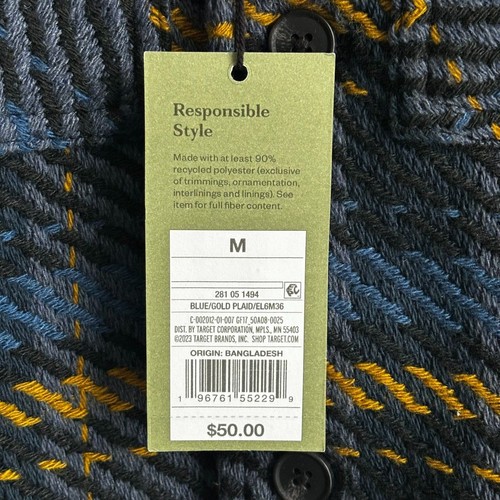 Responsible
Style
Made with at least 90%
recycled polyester (exclusive
of trimmings, ornamentation,
interlinings and linings). See
item for full fiber content.
M
281 05 1494
BLUE/GOLD PLAID/EL6M36
C-002012-01-007 GF17_50A08-0025
DIST. BY TARGET CORPORATION, MPLS., MN 55403
©2023 TARGET BRANDS, INC. SHOP TARGET.COM
ORIGIN: BANGLADESH
1 96761 55229 9
$50.00